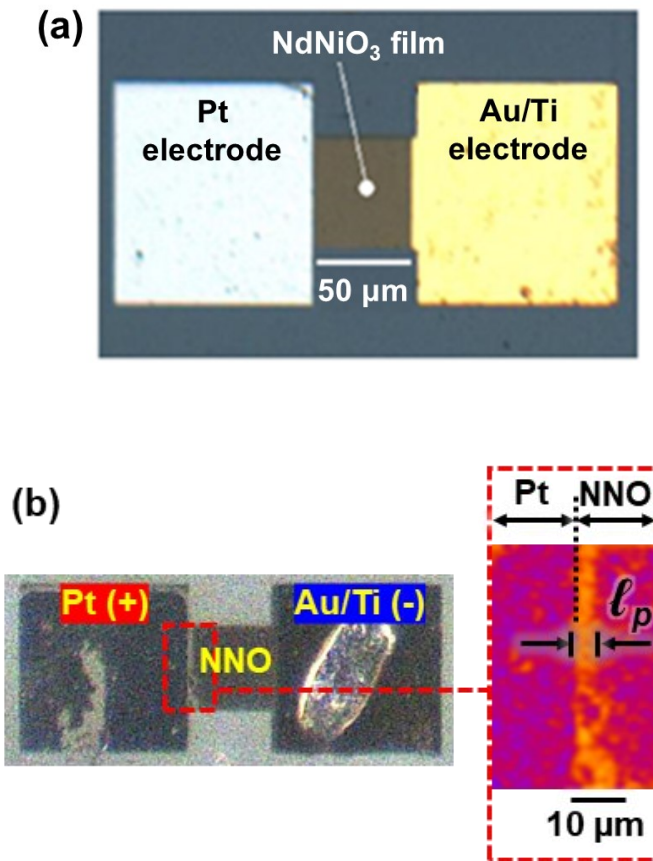 (a)
NdNiO₃ film
Pt
electrode
Au/Ti
electrode
50 μm
(b)
Pt (+)
Au/Ti (-)
NNO
Pt
NNO
ℓₚ
10 μm